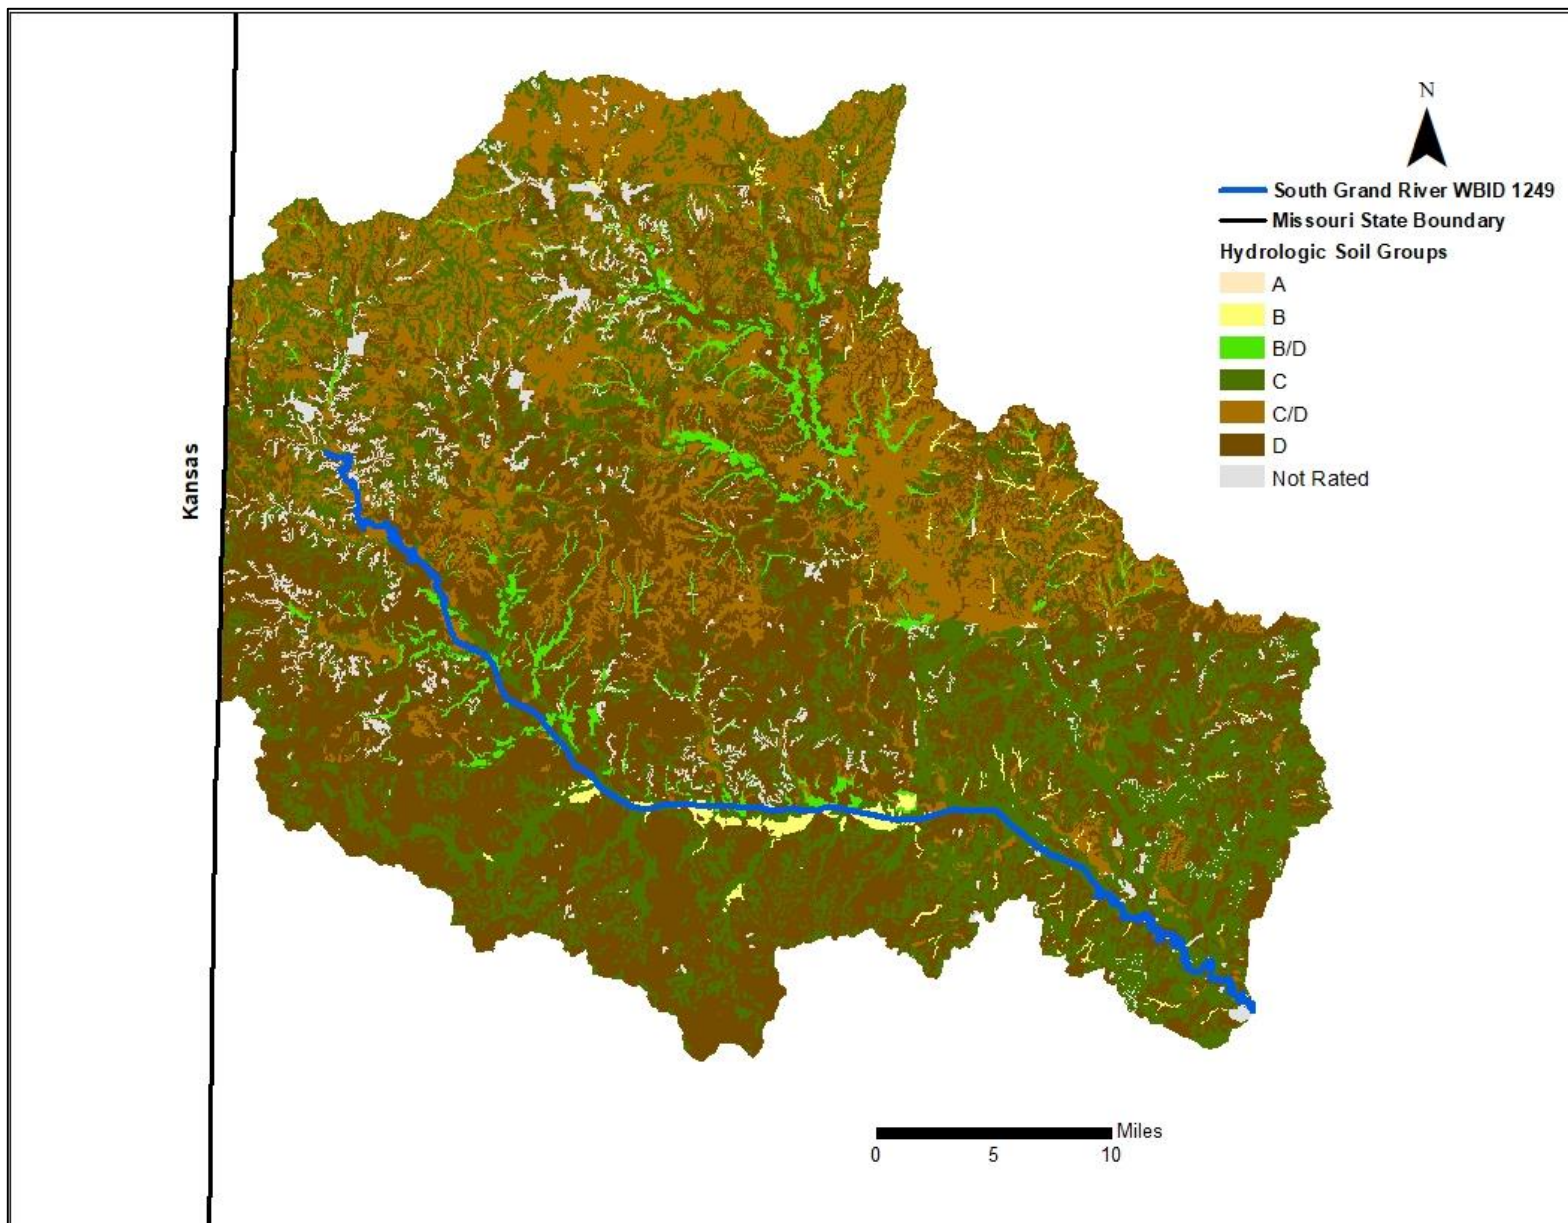 N
South Grand River WBID 1249
Missouri State Boundary
Hydrologic Soil Groups
A
B
B/D
C
C/D
D
Not Rated
Kansas
Miles
0 5 10